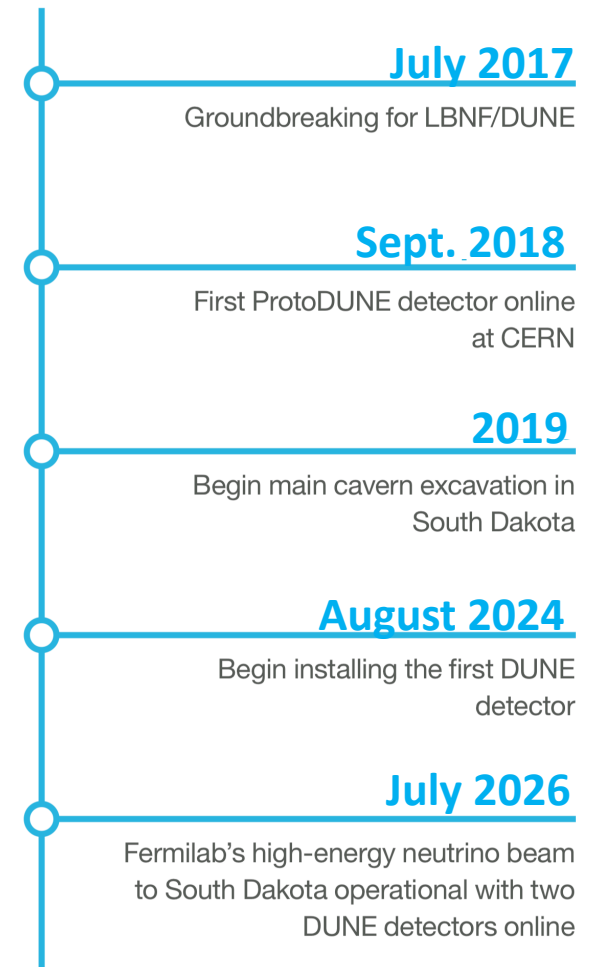 July 2017
Groundbreaking for LBNF/DUNE
Sept. 2018
First ProtoDUNE detector online
at CERN
2019
Begin main cavern excavation in
South Dakota
August 2024
Begin installing the first DUNE
detector
July 2026
Fermilab’s high-energy neutrino beam
to South Dakota operational with two
DUNE detectors online